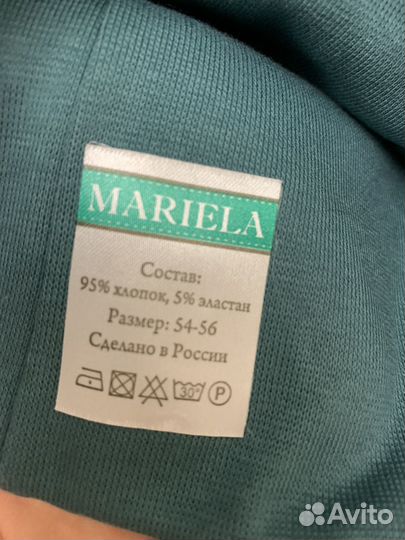 MARIELA
Состав:
95% хлопок, 5% эластан
Размер: 54-56
Сделано в России
30° P
Avito